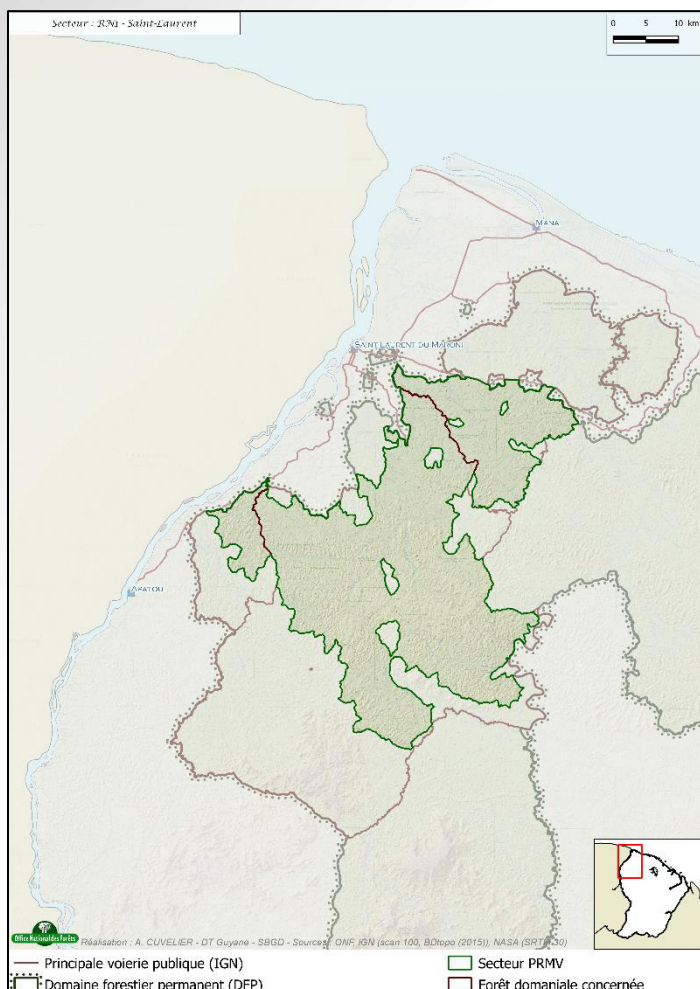 Secteur : RN1 - Saint-Laurent
0 5 10 km
MANA
SAINT LAURENT DU MARONI
APATOU
Office National des Forêts
Réalisation : A. CUVELIER - DT Guyane - SBGD - Sources : ONF, IGN (scan 100, BDtopo (2015)), NASA (SRTM 30)
Principale voierie publique (IGN)
Secteur PRMV
Domaine forestier permanent (DFP)
Forêt domaniale concernée